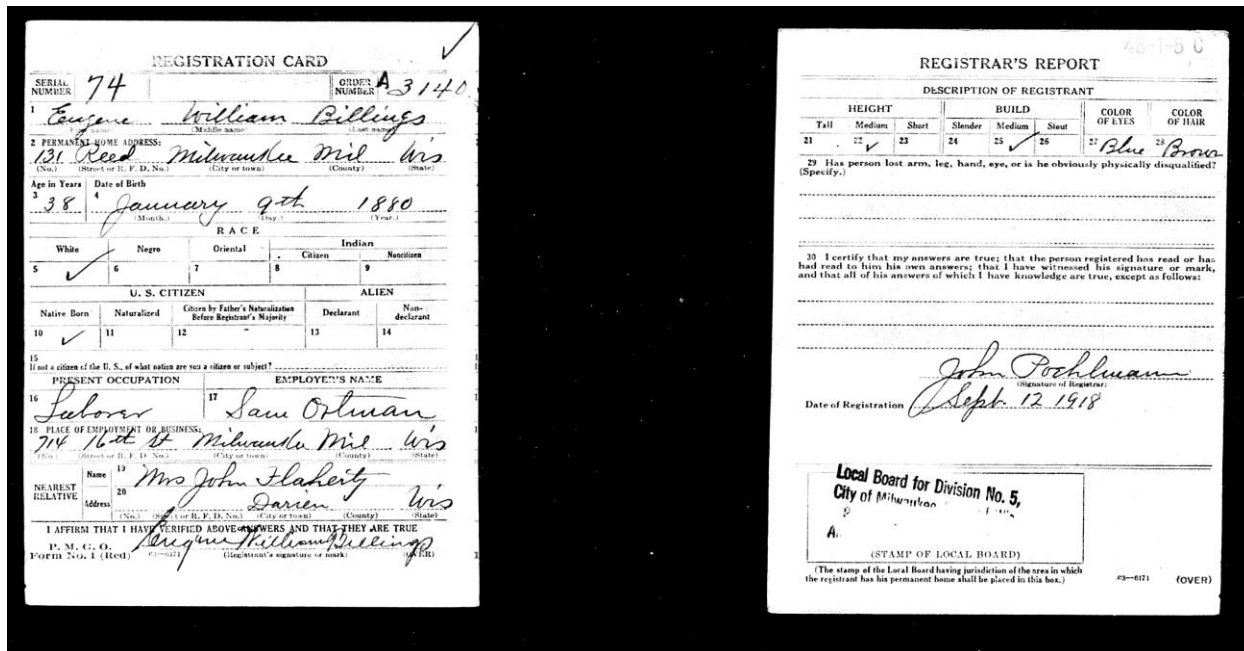 REGISTRATION CARD
SERIAL NUMBER 74 ORDER NUMBER A 3140
1 Eugene William Billings
(First name) (Middle name) (Last name)
2 PERMANENT HOME ADDRESS:
131 Reed Milwaukee Mil Wis
(No.) (Street or R. F. D. No.) (City or town) (County) (State)
Age in Years Date of Birth
3 38 4 January 9th 1880
(Month.) (Day.) (Year.)
RACE
White Negro Oriental Indian
Citizen Noncitizen
5 ✓ 6 7 8 9
U. S. CITIZEN ALIEN
Native Born Naturalized Citizen by Father's Naturalization Before Registrant's Majority Declarant Non-declarant
10 ✓ 11 12 13 14
15
If not a citizen of the U. S., of what nation are you a citizen or subject?
PRESENT OCCUPATION EMPLOYER'S NAME
16 Laborer 17 Sam Ortman
18 PLACE OF EMPLOYMENT OR BUSINESS:
714 16th St Milwaukee Mil Wis
(No.) (Street or R. F. D. No.) (City or town) (County) (State)
NEAREST RELATIVE Name 19 Mrs John Flaherty
Address 20 Darien Wis
(No.) (Street or R. F. D. No.) (City or town) (County) (State)
I AFFIRM THAT I HAVE VERIFIED ABOVE ANSWERS AND THAT THEY ARE TRUE
P. M. G. O.
Form No. 1 (Red) 03—6171 Eugene William Billings
(Registrant's signature or mark) (OVER)
48-1-5 C
REGISTRAR'S REPORT
DESCRIPTION OF REGISTRANT
HEIGHT BUILD COLOR OF EYES COLOR OF HAIR
Tall Medium Short Slender Medium Stout
21 22 ✓ 23 24 25 ✓ 26 27 Blue 28 Brown
29 Has person lost arm, leg, hand, eye, or is he obviously physically disqualified?
(Specify.)
30 I certify that my answers are true; that the person registered has read or has
had read to him his own answers; that I have witnessed his signature or mark,
and that all of his answers of which I have knowledge are true, except as follows:
John Pochlmann
(Signature of Registrar)
Date of Registration Sept. 12 1918
Local Board for Division No. 5,
City of Milwaukee
(STAMP OF LOCAL BOARD)
(The stamp of the Local Board having jurisdiction of the area in which
the registrant has his permanent home shall be placed in this box.)
03—6171 (OVER)